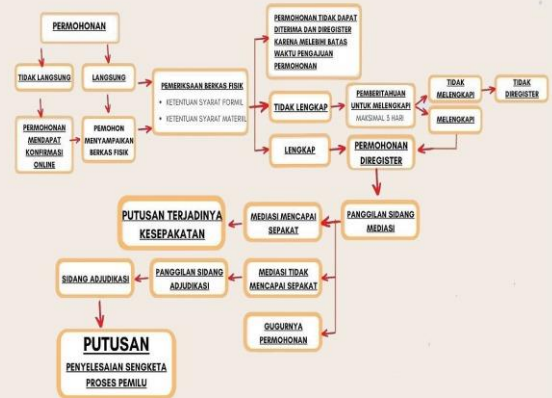 PERMOHONAN
TIDAK LANGSUNG
LANGSUNG
PERMOHONAN
MENDAPAT
KONFIRMASI
ONLINE
PEMOHON
MENYAMPAIKAN
BERKAS FISIK
PEMERIKSAAN BERKAS FISIK
• KETENTUAN SYARAT FORMIL
• KETENTUAN SYARAT MATERIIL
PERMOHONAN TIDAK DAPAT
DITERIMA DAN DIREGISTER
KARENA MELEBIHI BATAS
WAKTU PENGAJUAN
PERMOHONAN
TIDAK LENGKAP
PEMBERITAHUAN
UNTUK MELENGKAPI
MAKSIMAL 3 HARI
TIDAK
MELENGKAPI
TIDAK
DIREGISTER
MELENGKAPI
LENGKAP
PERMOHONAN
DIREGISTER
PANGGILAN SIDANG
MEDIASI
MEDIASI MENCAPAI
SEPAKAT
PUTUSAN TERJADINYA
KESEPAKATAN
MEDIASI TIDAK
MENCAPAI SEPAKAT
PANGGILAN SIDANG
ADJUDIKASI
SIDANG ADJUDIKASI
GUGURNYA
PERMOHONAN
PUTUSAN
PENYELESAIAN SENGKETA
PROSES PEMILU